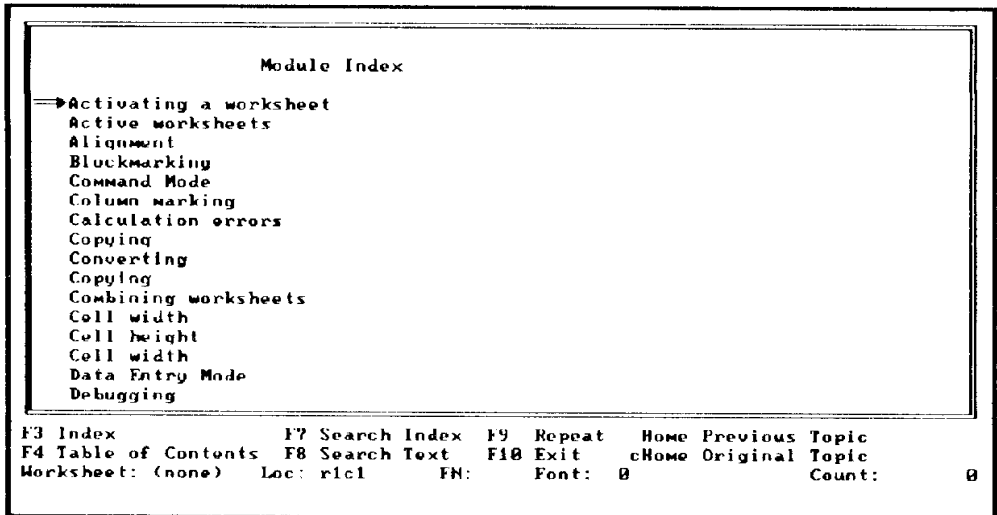 Module Index
Activating a worksheet
Active worksheets
Alignment
Blockmarking
Command Mode
Column marking
Calculation errors
Copying
Converting
Copying
Combining worksheets
Cell width
Cell height
Cell width
Data Entry Mode
Debugging
F3 Index F7 Search Index F9 Repeat Home Previous Topic
F4 Table of Contents F8 Search Text F10 Exit cHome Original Topic
Worksheet: (none) Loc: r1c1 FN: Font: 0 Count: 0